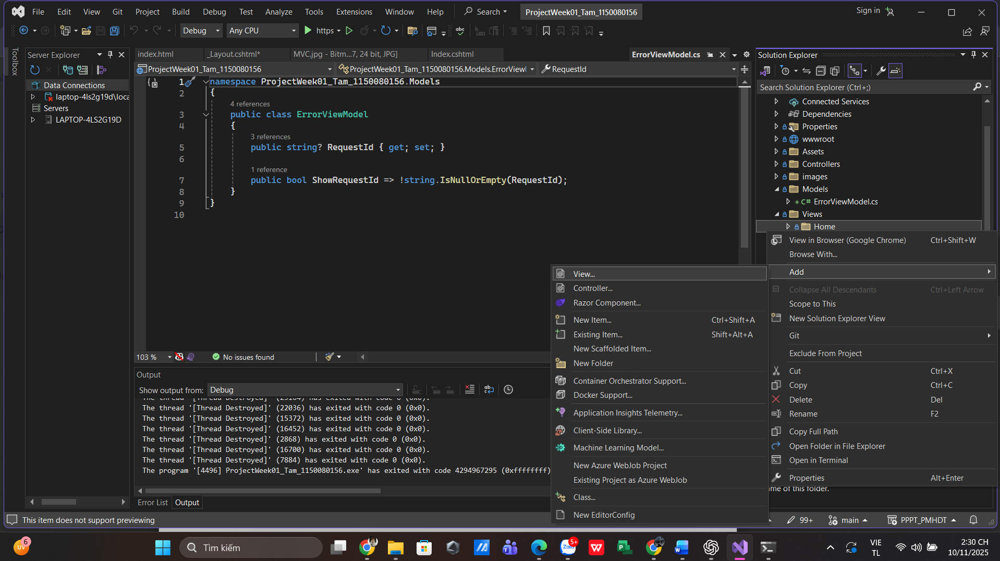 File Edit View Git Project Build Debug Test Analyze Tools Extensions Window Help Search ProjectWeek01_Tam_1150080156 Sign in
Debug Any CPU https
Toolbox
Server Explorer
Data Connections
laptop-4ls2g19d\loca
Servers
LAPTOP-4LS2G19D
index.html _Layout.cshtml* MVC.jpg - Bitm...7, 24 bit, JPG] Index.cshtml ErrorViewModel.cs
ProjectWeek01_Tam_1150080156 ProjectWeek01_Tam_1150080156.Models.ErrorViewI RequestId
1 namespace ProjectWeek01_Tam_1150080156.Models
2 {
4 references
3 public class ErrorViewModel
4 {
3 references
5 public string? RequestId { get; set; }
6
1 reference
7 public bool ShowRequestId => !string.IsNullOrEmpty(RequestId);
8 }
9 }
10
103 % No issues found
Output
Show output from: Debug
The thread '[Thread Destroyed]' (22036) has exited with code 0 (0x0).
The thread '[Thread Destroyed]' (15372) has exited with code 0 (0x0).
The thread '[Thread Destroyed]' (16452) has exited with code 0 (0x0).
The thread '[Thread Destroyed]' (2868) has exited with code 0 (0x0).
The thread '[Thread Destroyed]' (16700) has exited with code 0 (0x0).
The thread '[Thread Destroyed]' (7884) has exited with code 0 (0x0).
The program '[4496] ProjectWeek01_Tam_1150080156.exe' has exited with code 4294967295 (0xffffffff)
Error List Output
Solution Explorer
Search Solution Explorer (Ctrl+;)
Connected Services
Dependencies
Properties
wwwroot
Assets
Controllers
images
Models
C# ErrorViewModel.cs
Views
Home
View in Browser (Google Chrome) Ctrl+Shift+W
Browse With...
Add
Collapse All Descendants Ctrl+Left Arrow
Scope to This
New Solution Explorer View
Git
Exclude From Project
Cut Ctrl+X
Copy Ctrl+C
Delete Del
Rename F2
Copy Full Path
Open Folder in File Explorer
Open in Terminal
Properties Alt+Enter
me of this folder.
View...
Controller...
Razor Component...
New Item... Ctrl+Shift+A
Existing Item... Shift+Alt+A
New Scaffolded Item...
New Folder
Container Orchestrator Support...
Docker Support...
Application Insights Telemetry...
Client-Side Library...
Machine Learning Model...
New Azure WebJob Project
Existing Project as Azure WebJob
Class...
New EditorConfig
This item does not support previewing 99+ main PPPT_PMHDT
UV 6 Tìm kiếm Zalo 5+ VIE TL 2:30 CH
10/11/2025